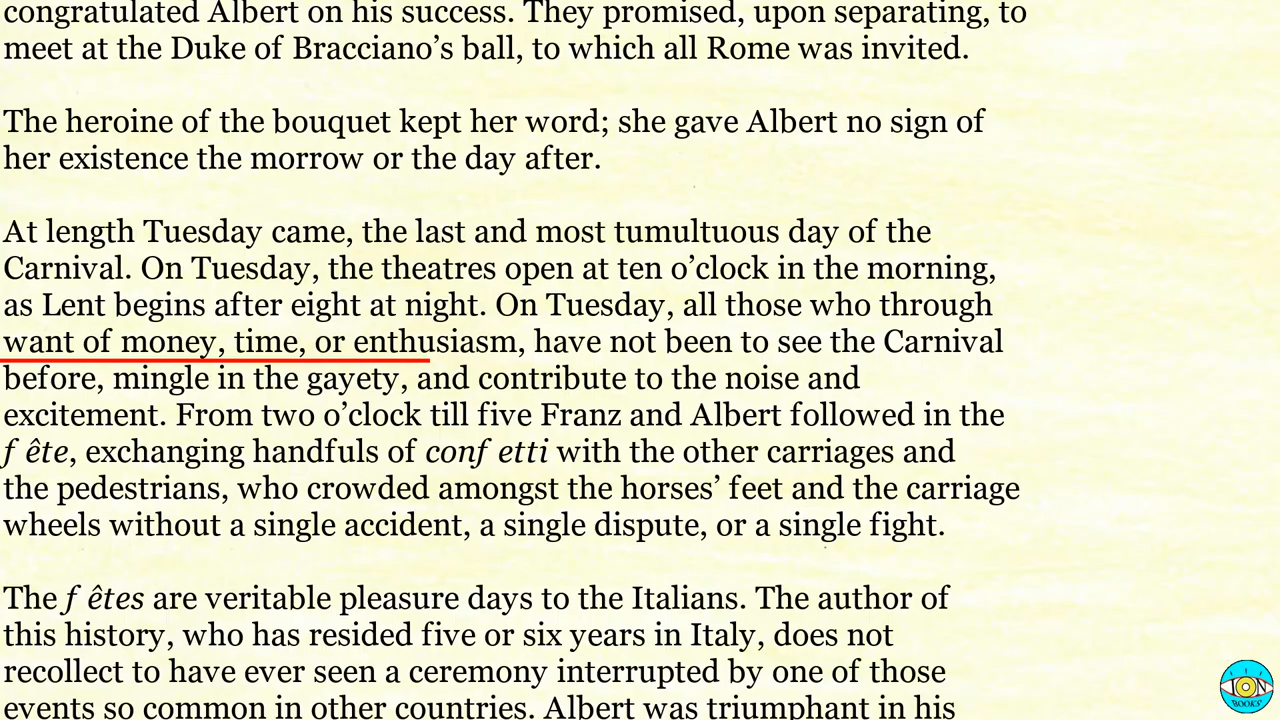 congratulated Albert on his success. They promised, upon separating, to
meet at the Duke of Bracciano’s ball, to which all Rome was invited.
The heroine of the bouquet kept her word; she gave Albert no sign of
her existence the morrow or the day after.
At length Tuesday came, the last and most tumultuous day of the
Carnival. On Tuesday, the theatres open at ten o’clock in the morning,
as Lent begins after eight at night. On Tuesday, all those who through
want of money, time, or enthusiasm, have not been to see the Carnival
before, mingle in the gayety, and contribute to the noise and
excitement. From two o’clock till five Franz and Albert followed in the
f ête, exchanging handfuls of conf etti with the other carriages and
the pedestrians, who crowded amongst the horses’ feet and the carriage
wheels without a single accident, a single dispute, or a single fight.
The f êtes are veritable pleasure days to the Italians. The author of
this history, who has resided five or six years in Italy, does not
recollect to have ever seen a ceremony interrupted by one of those
events so common in other countries. Albert was triumphant in his
ION
BOOKS